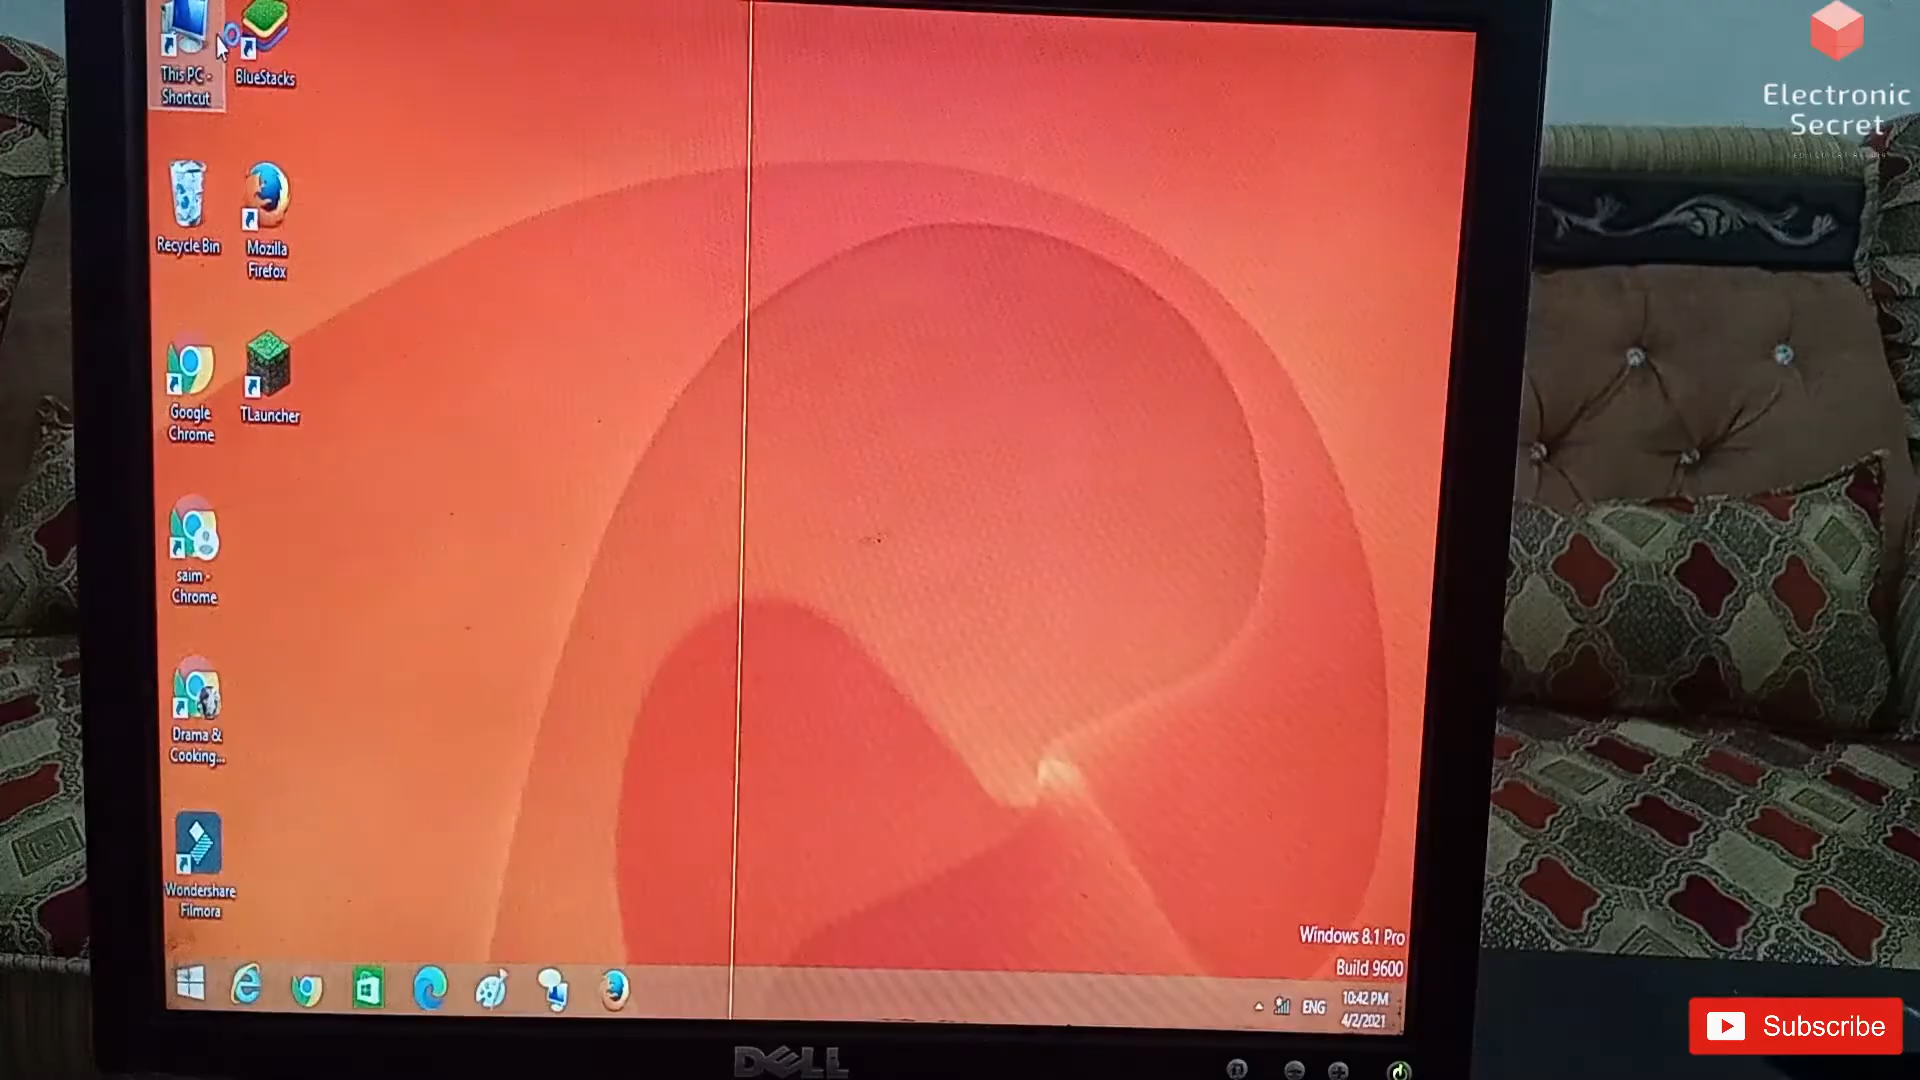 This PC -
Shortcut
BlueStacks
Recycle Bin
Mozilla
Firefox
Google
Chrome
TLauncher
saim -
Chrome
Drama &
Cooking...
Wondershare
Filmora
Windows 8.1 Pro
Build 9600
ENG
10:42 PM
4/2/2021
DELL
Electronic
Secret
Subscribe